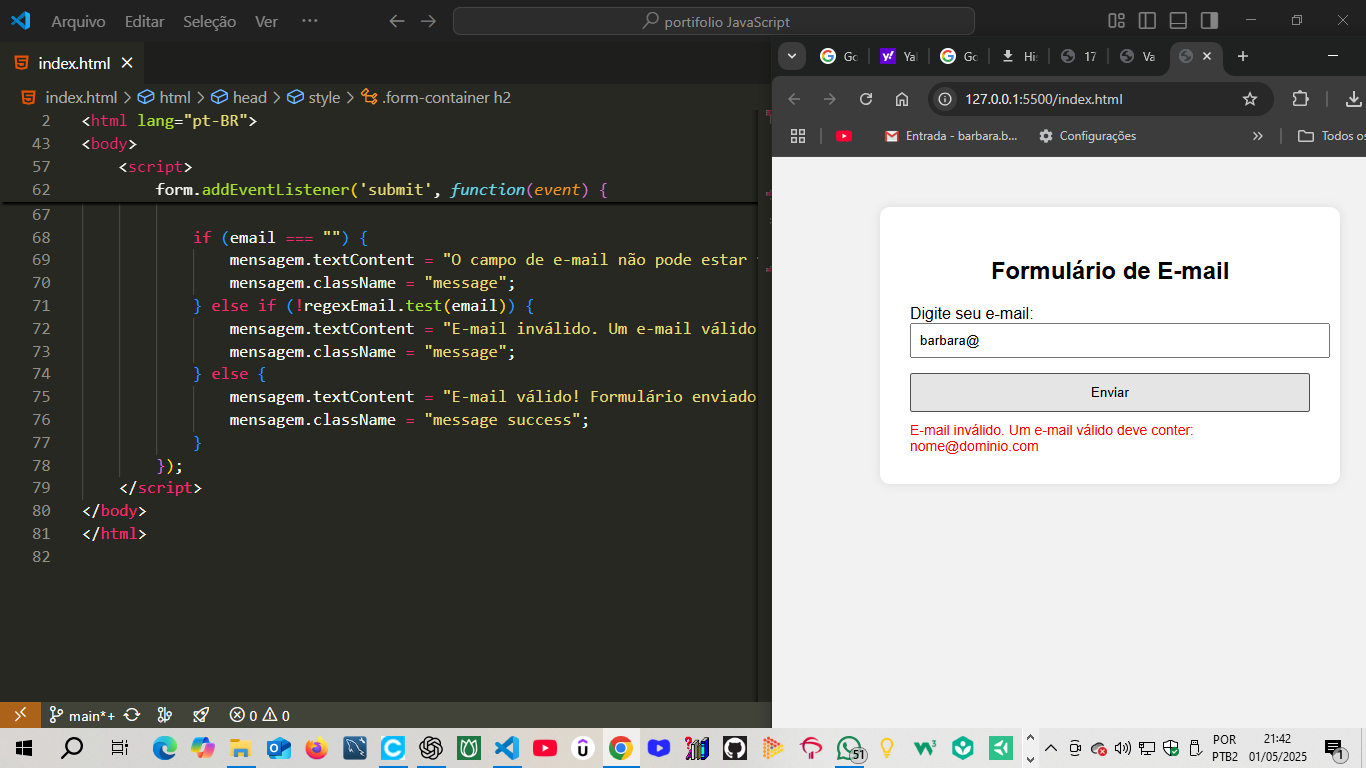 Arquivo Editar Seleção Ver ··· portifolio JavaScript
index.html
index.html > html > head > style > .form-container h2
2 <html lang="pt-BR">
43 <body>
57 <script>
62 form.addEventListener('submit', function(event) {
67
68 if (email === "") {
69 mensagem.textContent = "O campo de e-mail não pode estar
70 mensagem.className = "message";
71 } else if (!regexEmail.test(email)) {
72 mensagem.textContent = "E-mail inválido. Um e-mail válido
73 mensagem.className = "message";
74 } else {
75 mensagem.textContent = "E-mail válido! Formulário enviado
76 mensagem.className = "message success";
77 }
78 });
79 </script>
80 </body>
81 </html>
82
main*+ 0 0
Gc Yal Gc His 17 Va
127.0.0.1:5500/index.html
Entrada - barbara.b... Configurações » Todos os
Formulário de E-mail
Digite seu e-mail:
barbara@
Enviar
E-mail inválido. Um e-mail válido deve conter:
nome@dominio.com
51
POR
PTB2
21:42
01/05/2025
1